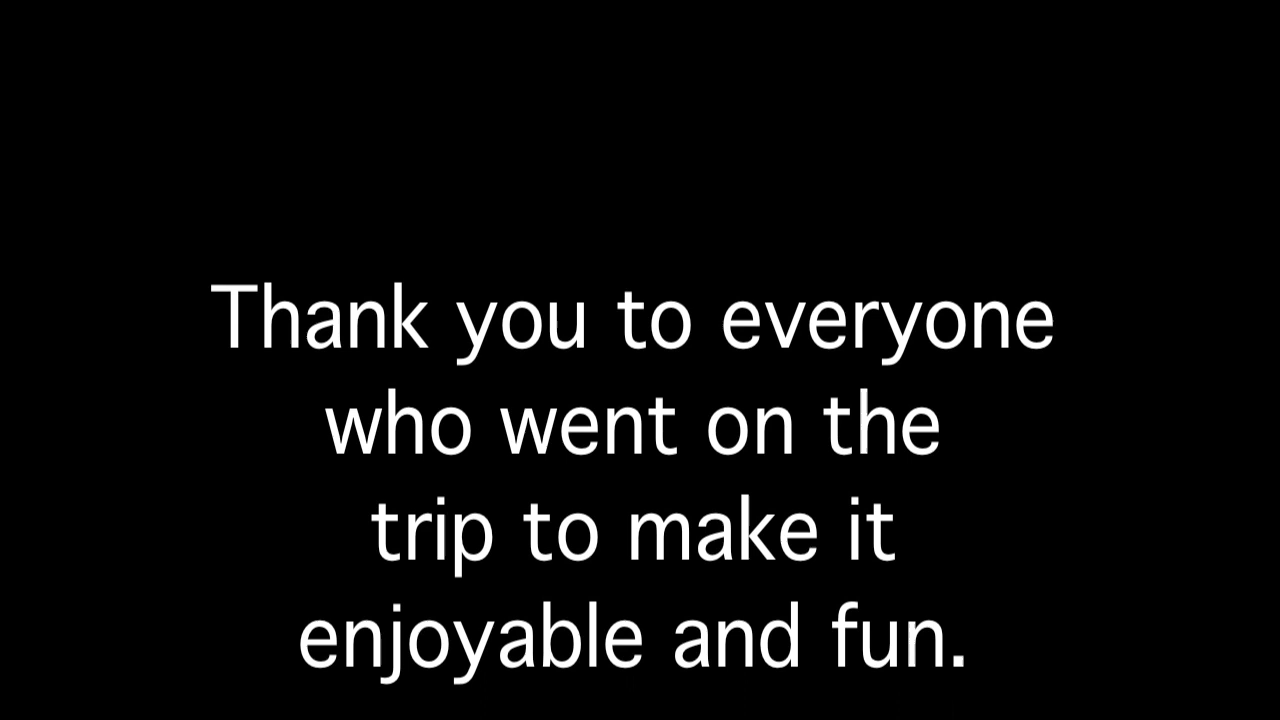 Thank you to everyone
who went on the
trip to make it
enjoyable and fun.